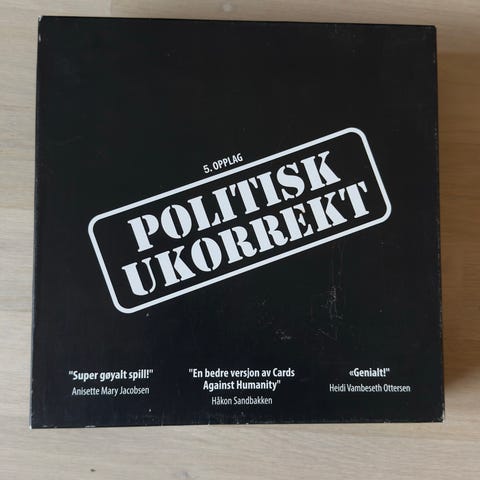 5. OPPLAG
POLITISK
UKORREKT
"Super gøyalt spill!"
Anisette Mary Jacobsen
"En bedre versjon av Cards
Against Humanity"
Håkon Sandbakken
«Genialt!"
Heidi Vambeseth Ottersen